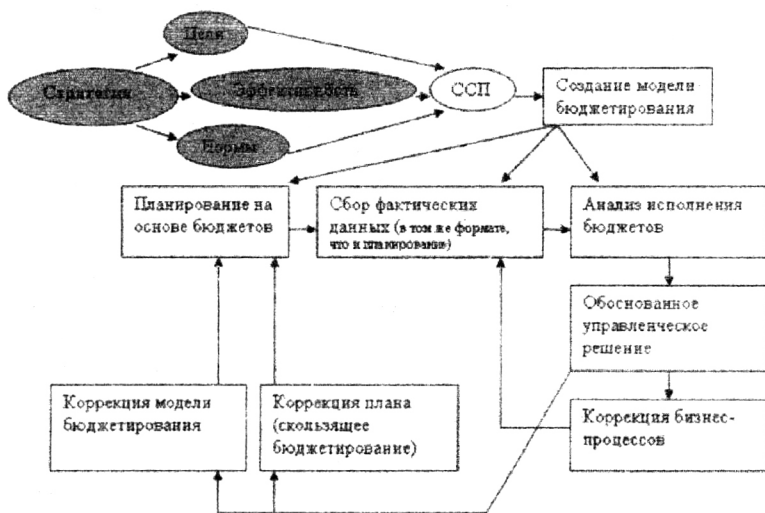 Цели
Стратегия
Эффективность
ССП
Нормы
Создание модели
бюджетирования
Планирование на
основе бюджетов
Сбор фактических
данных (в том же формате,
что и планирование)
Анализ исполнения
бюджетов
Обоснованное
управленческое
решение
Коррекция модели
бюджетирования
Коррекция плана
(скользящее
бюджетирование)
Коррекция бизнес-
процессов